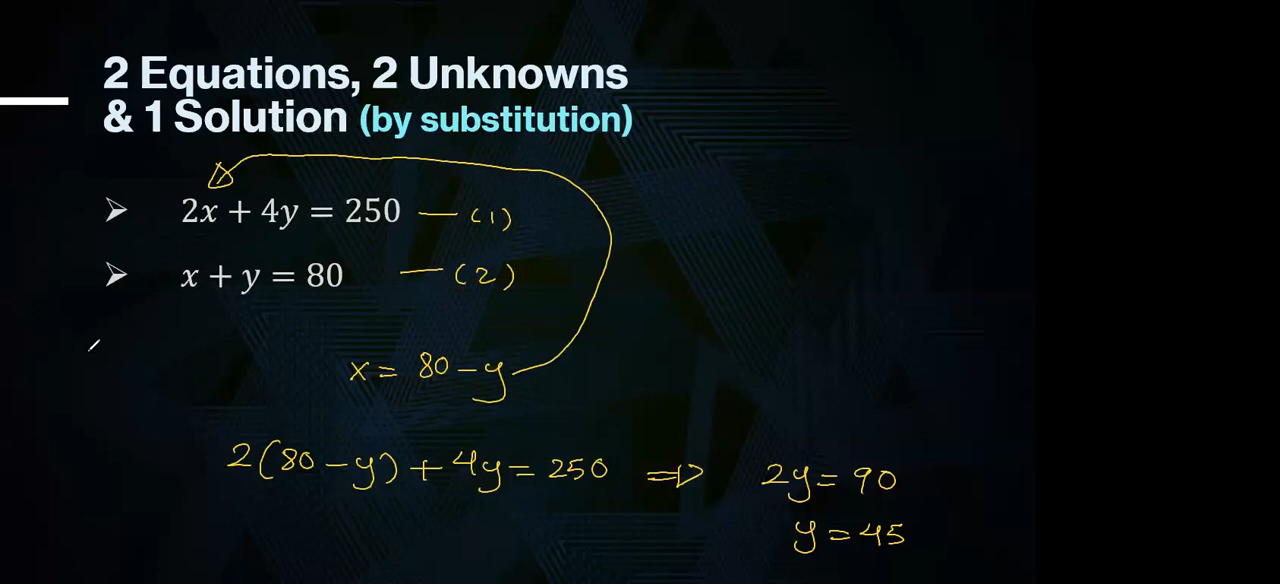 2 Equations, 2 Unknowns
& 1 Solution (by substitution)
➢ 2x + 4y = 250 — (1)
➢ x + y = 80 — (2)
x = 80 - y
2(80 - y) + 4y = 250 ⇒ 2y = 90
y = 45